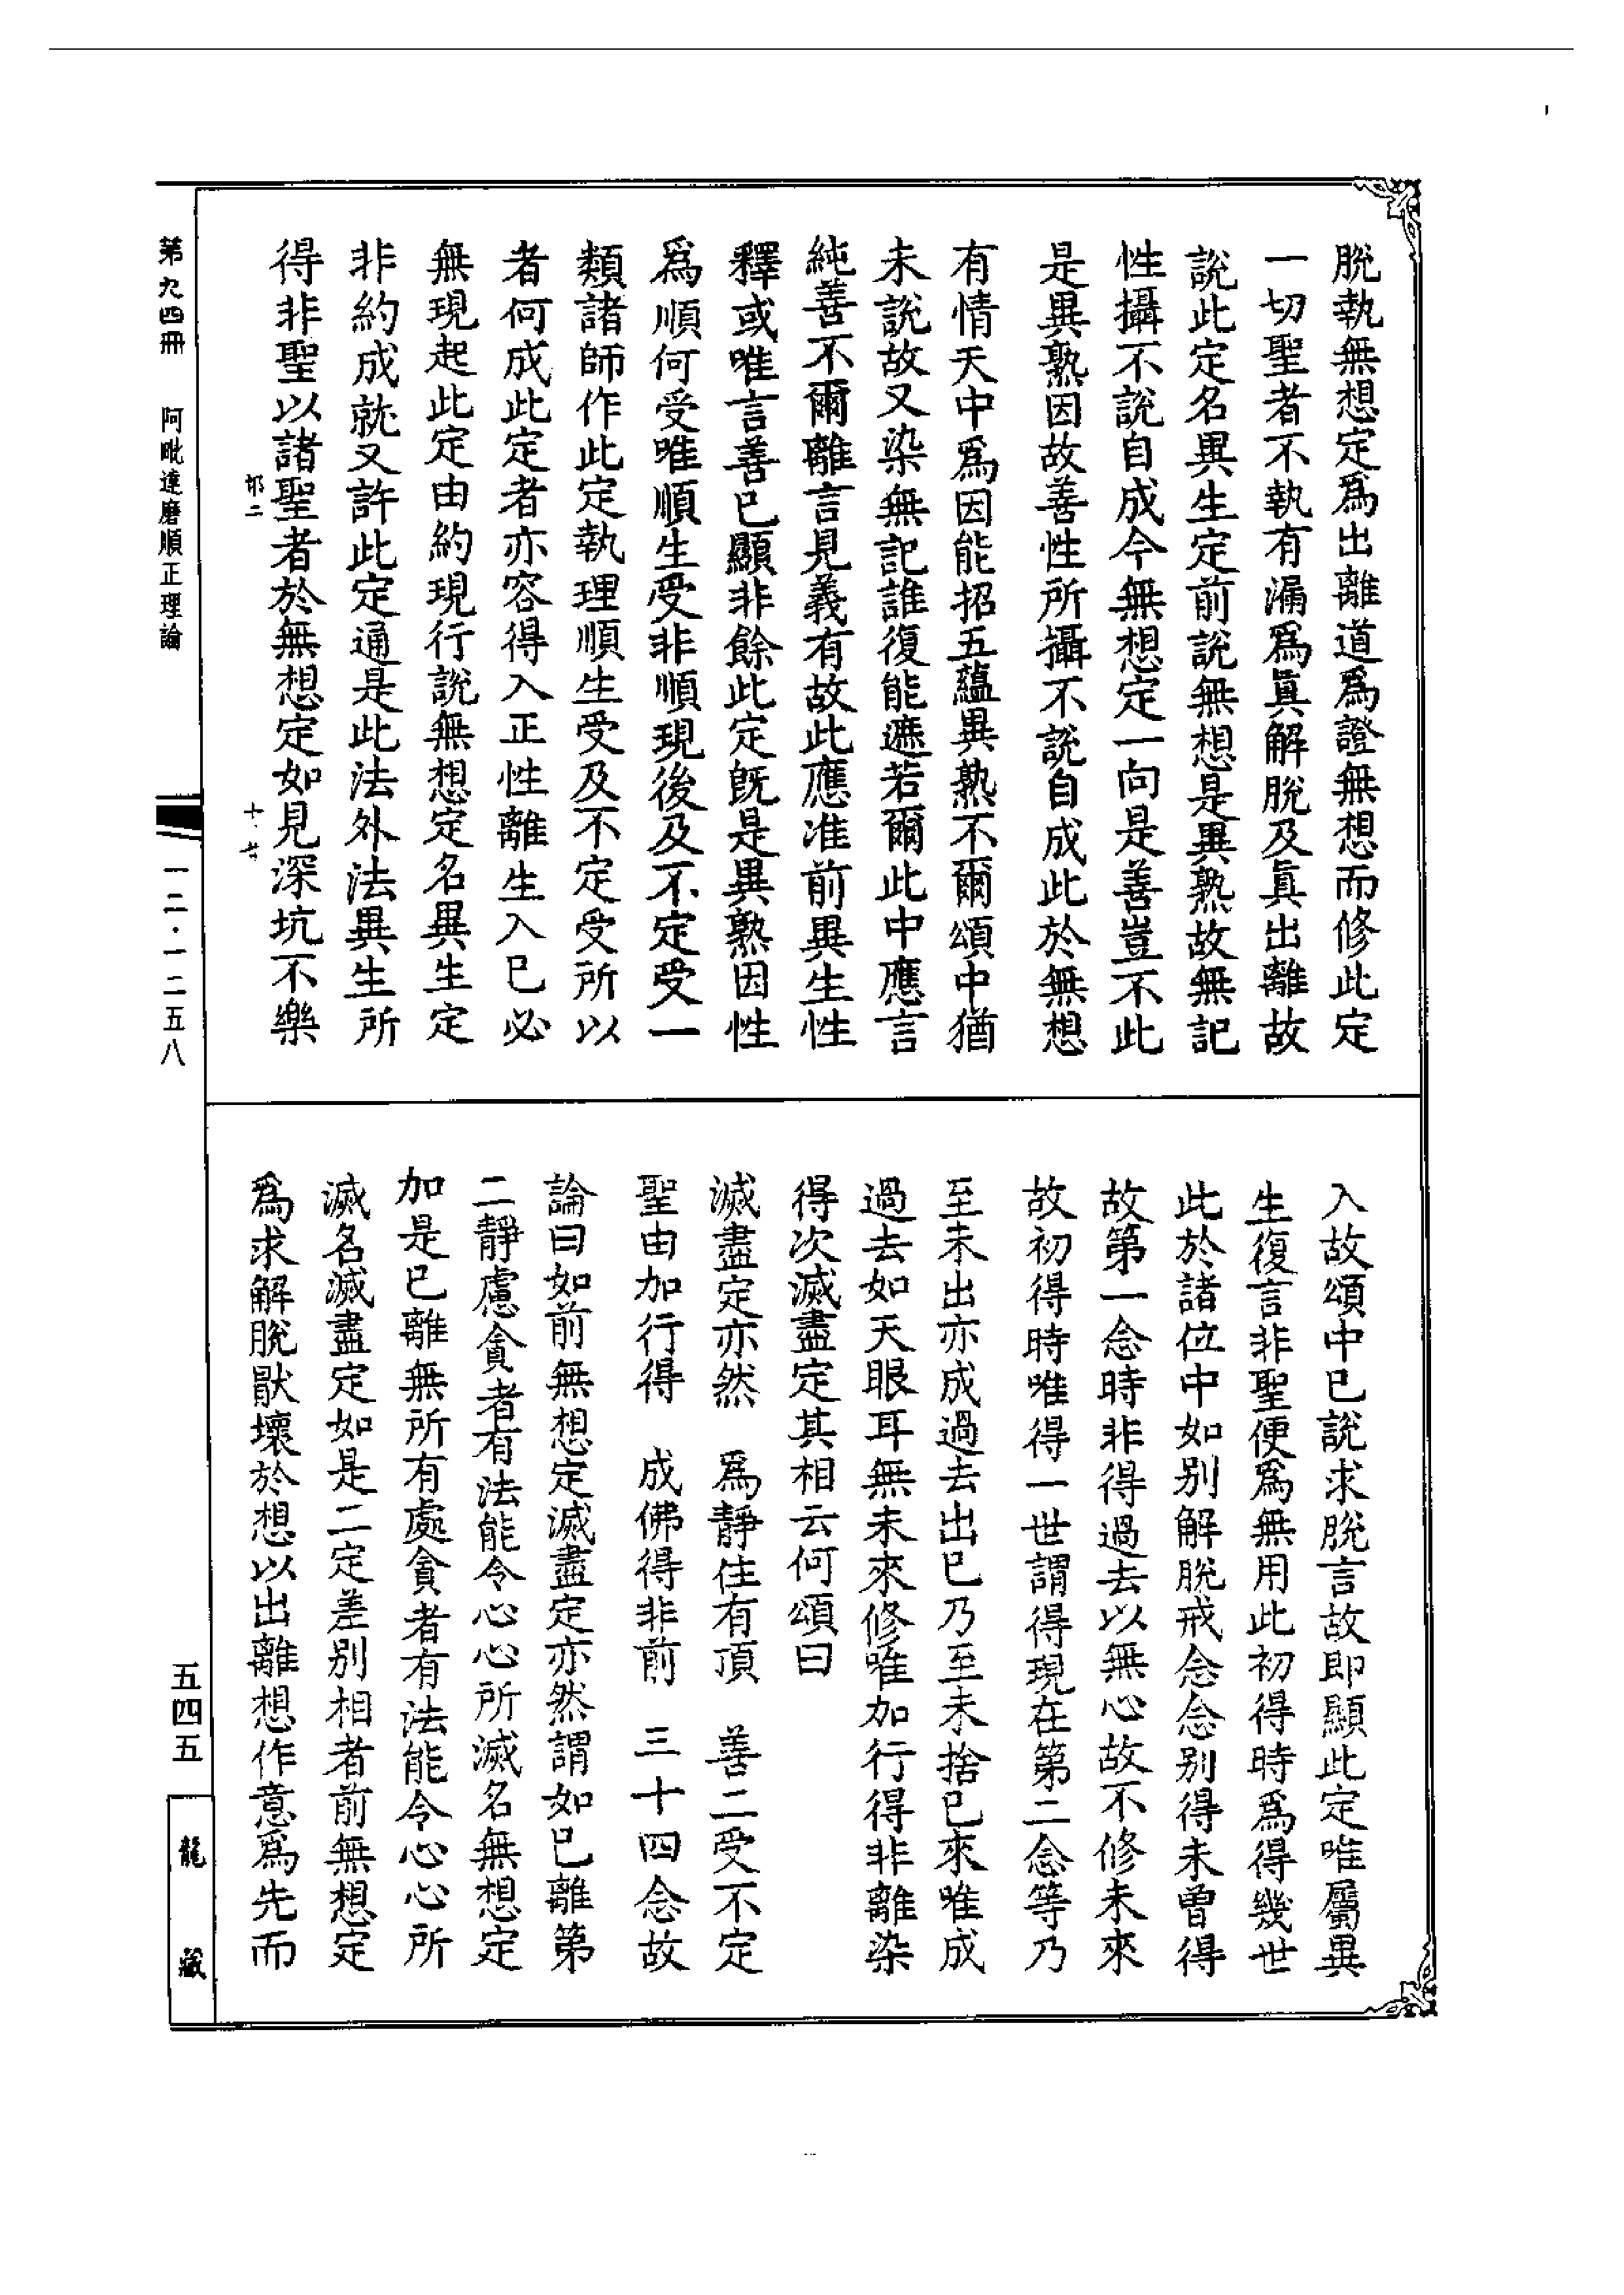 脫執無想定爲出離道爲證無想而修此定
一切聖者不執有漏爲眞解脫及眞出離故
說此定名異生定前說無想是異熟故無記
性攝不說自成今無想定一向是善豈不此
是異熟因故善性所攝不說自成此於無想
有情天中爲因能招五蘊異熟不爾頌中猶
未說故又染無記誰復能遮若爾此中應言
純善不爾離言見義有故此應准前異生性
釋或唯言善已顯非餘此定旣是異熟因性
爲順何受唯順生受非順現後及不定受一
類諸師作此定執理順生受及不定受所以
者何成此定者亦容得入正性離生入已必
無現起此定由約現行說無想定名異生定
非約成就又許此定通是此法外法異生所
得非聖以諸聖者於無想定如見深坑不樂
入故頌中已說求脫言故即顯此定唯屬異
生復言非聖便爲無用此初得時爲得幾世
此於諸位中如別解脫戒念念別得未曾得
故第一念時非得過去以無心故不修未來
故初得時唯得一世謂得現在第二念等乃
至未出亦成過去出已乃至未捨已來唯成
過去如天眼耳無未來修唯加行得非離染
得次滅盡定其相云何頌曰
滅盡定亦然　爲靜住有頂　善二受不定
聖由加行得　成佛得非前　三十四念故
論曰如前無想定滅盡定亦然謂如已離第
二靜慮貪者有法能令心心所滅名無想定
加是已離無所有處貪者有法能令心心所
滅名滅盡定如是二定差別相者前無想定
爲求解脫猒壞於想以出離想作意爲先而
第九四冊　阿毗達磨順正理論
一二·一二五八
五四五
龍藏